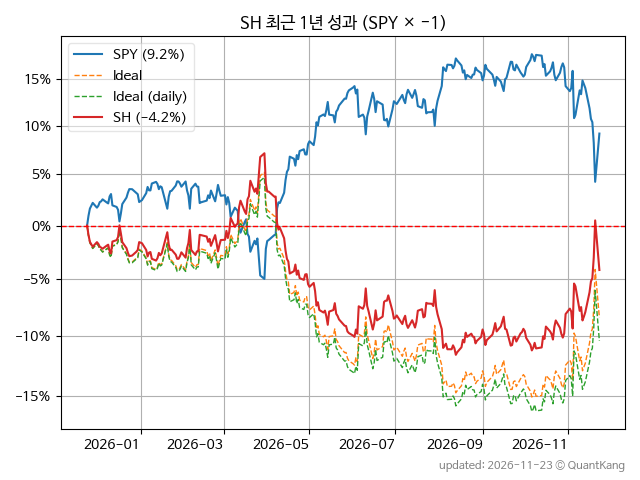 SH 최근 1년 성과 (SPY × −1)
SPY (9.2%)
Ideal
Ideal (daily)
SH (−4.2%)
15%
10%
5%
0%
−5%
−10%
−15%
2026-01
2026-03
2026-05
2026-07
2026-09
2026-11
updated: 2026-11-23 © QuantKang